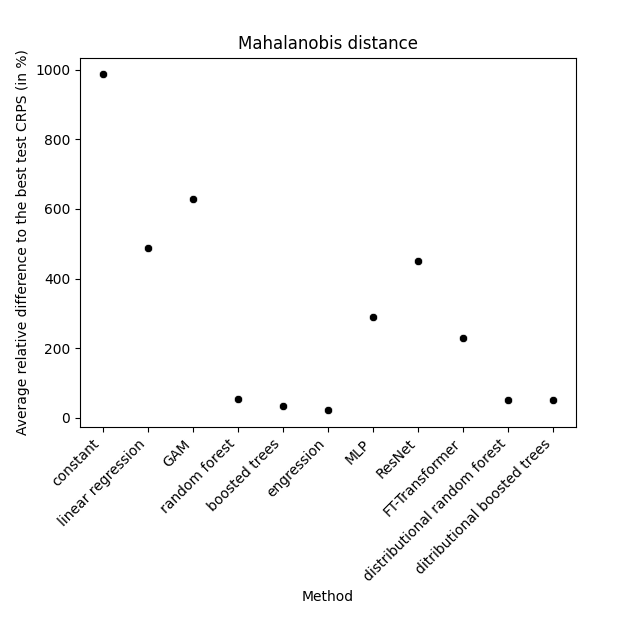 Mahalanobis distance
Average relative difference to the best test CRPS (in %)
1000
800
600
400
200
0
constant
linear regression
GAM
random forest
boosted trees
engression
MLP
ResNet
FT-Transformer
distributional random forest
ditributional boosted trees
Method